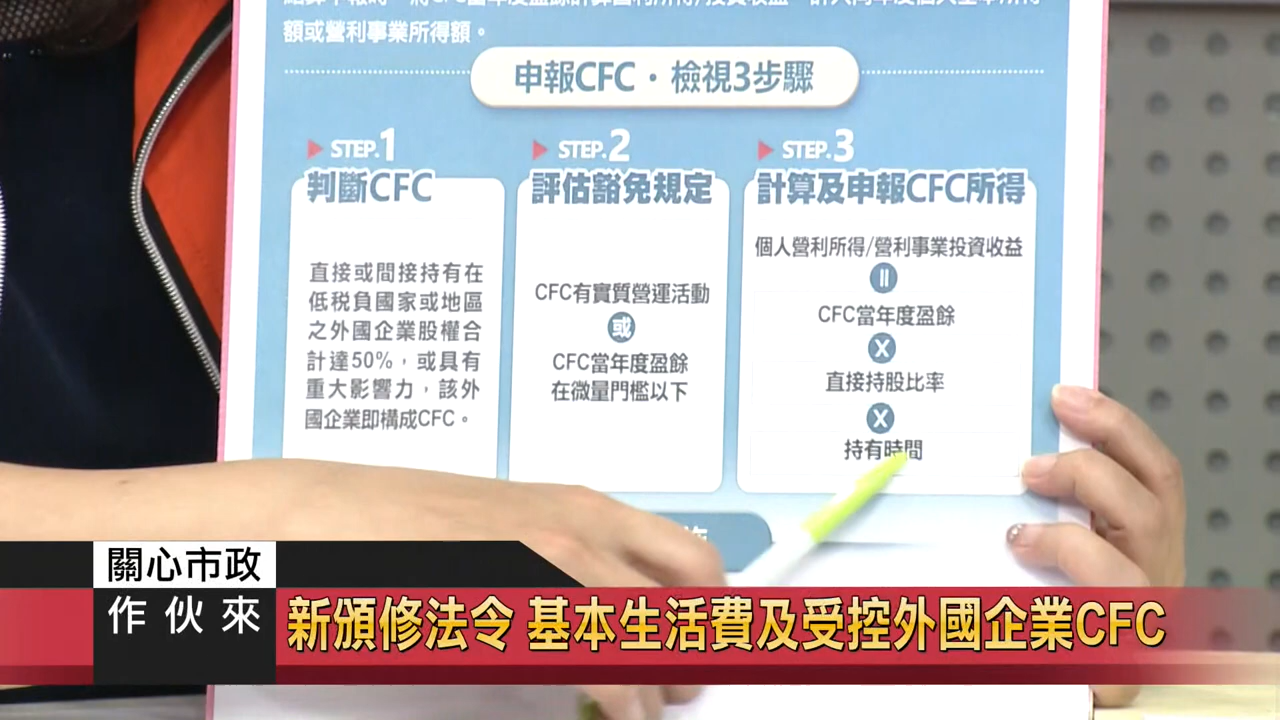 額或營利事業所得額。
申報CFC・檢視3步驟
STEP.1
判斷CFC
直接或間接持有在
低稅負國家或地區
之外國企業股權合
計達50%，或具有
重大影響力，該外
國企業即構成CFC。
STEP.2
評估豁免規定
CFC有實質營運活動
或
CFC當年度盈餘
在微量門檻以下
STEP.3
計算及申報CFC所得
個人營利所得/營利事業投資收益
=
CFC當年度盈餘
X
直接持股比率
X
持有時間
關心市政
作伙來
新頒修法令 基本生活費及受控外國企業CFC